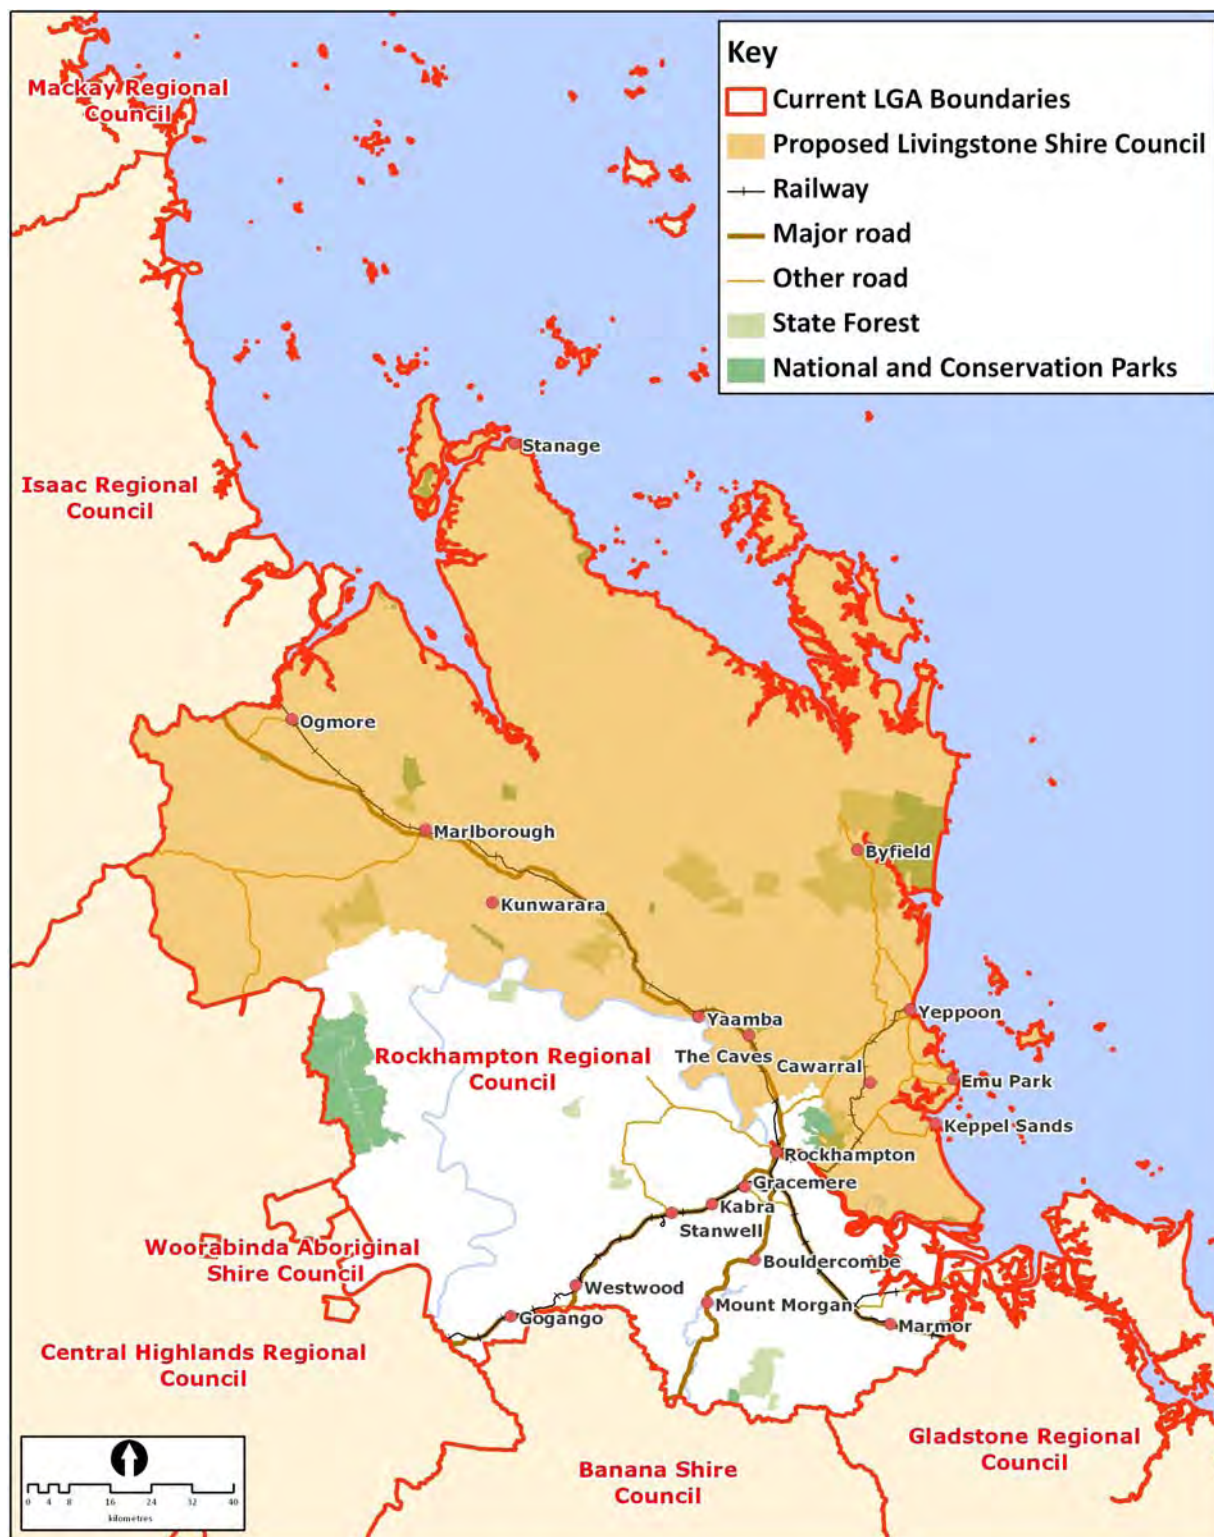 Mackay Regional
Council
Key
Current LGA Boundaries
Proposed Livingstone Shire Council
Railway
Major road
Other road
State Forest
National and Conservation Parks
Stanage
Isaac Regional
Council
Ogmore
Marlborough
Byfield
Kunwarara
Yeppoon
Yaamba
The Caves
Cawarral
Rockhampton Regional
Council
Emu Park
Keppel Sands
Rockhampton
Gracemere
Kabra
Stanwell
Woorabinda Aboriginal
Shire Council
Bouldercombe
Westwood
Mount Morgan
Gogango
Marmor
Central Highlands Regional
Council
Gladstone Regional
Council
Banana Shire
Council
0 4 8 16 24 32 40
kilometres